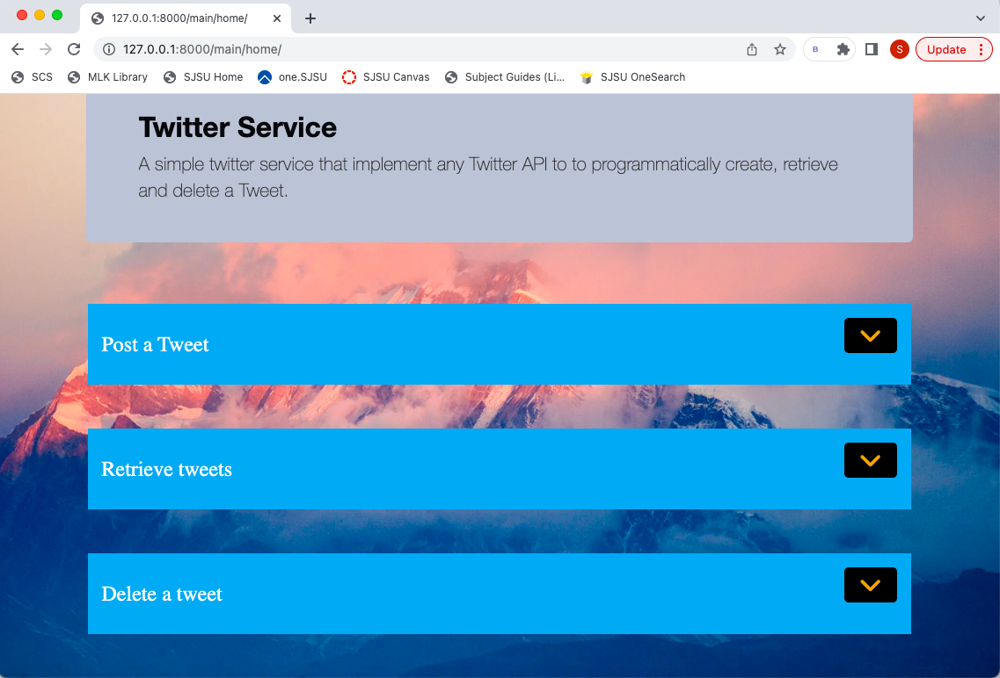 127.0.0.1:8000/main/home/
127.0.0.1:8000/main/home/
B
S
Update
SCS
MLK Library
SJSU Home
one.SJSU
SJSU Canvas
Subject Guides (Li...
SJSU OneSearch
Twitter Service
A simple twitter service that implement any Twitter API to to programmatically create, retrieve
and delete a Tweet.
Post a Tweet
Retrieve tweets
Delete a tweet